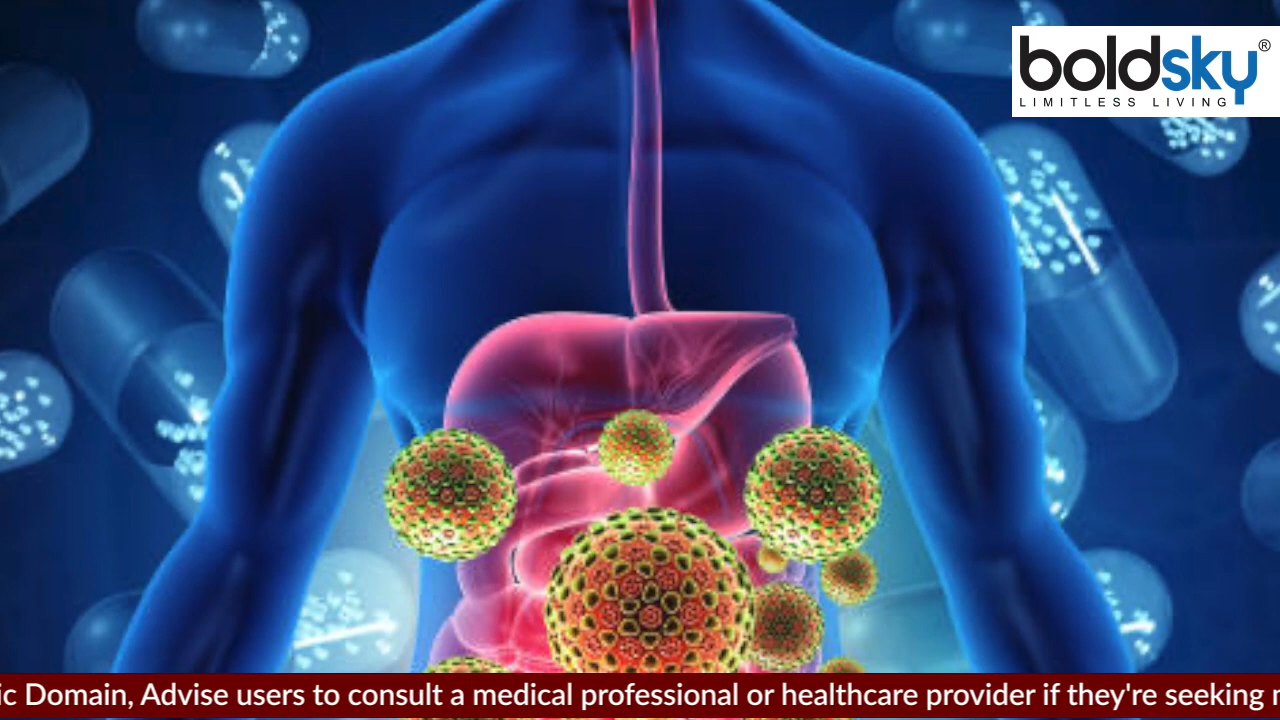 boldsky®
LIMITLESS LIVING
ic Domain, Advise users to consult a medical professional or healthcare provider if they're seeking